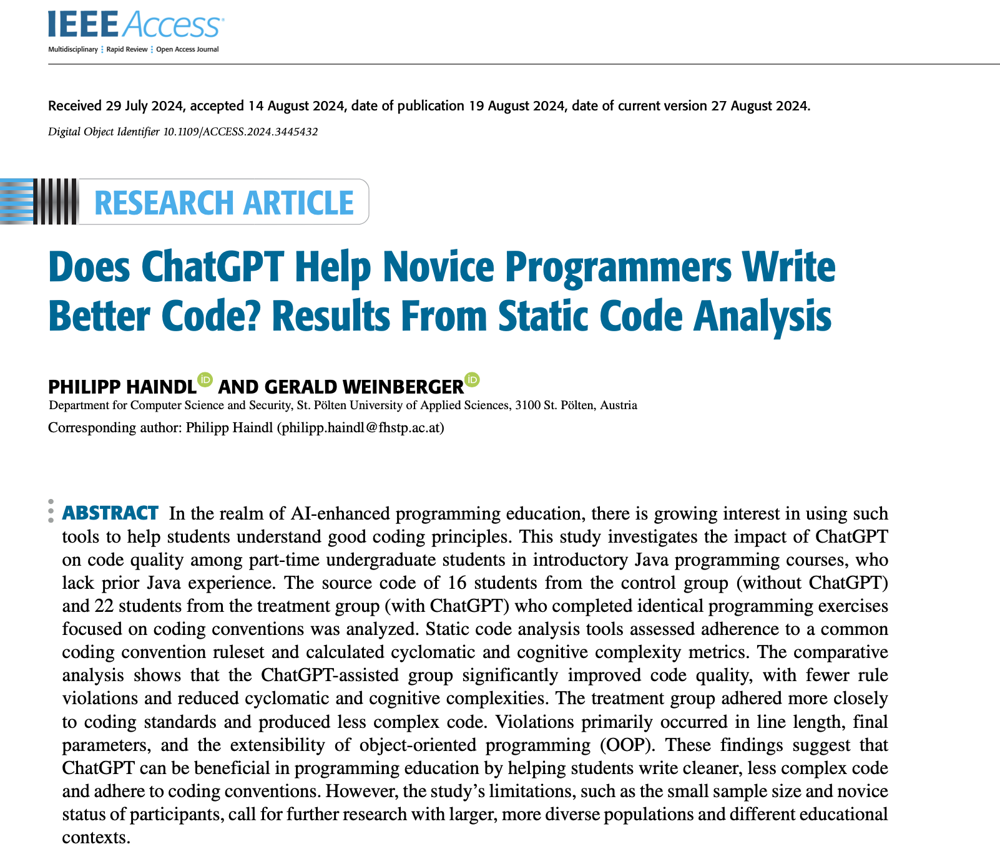 IEEE Access®
Multidisciplinary Rapid Review Open Access Journal
Received 29 July 2024, accepted 14 August 2024, date of publication 19 August 2024, date of current version 27 August 2024.
Digital Object Identifier 10.1109/ACCESS.2024.3445432
RESEARCH ARTICLE
Does ChatGPT Help Novice Programmers Write
Better Code? Results From Static Code Analysis
PHILIPP HAINDL iD AND GERALD WEINBERGER iD
Department for Computer Science and Security, St. Pölten University of Applied Sciences, 3100 St. Pölten, Austria
Corresponding author: Philipp Haindl (philipp.haindl@fhstp.ac.at)
ABSTRACT In the realm of AI-enhanced programming education, there is growing interest in using such
tools to help students understand good coding principles. This study investigates the impact of ChatGPT
on code quality among part-time undergraduate students in introductory Java programming courses, who
lack prior Java experience. The source code of 16 students from the control group (without ChatGPT)
and 22 students from the treatment group (with ChatGPT) who completed identical programming exercises
focused on coding conventions was analyzed. Static code analysis tools assessed adherence to a common
coding convention ruleset and calculated cyclomatic and cognitive complexity metrics. The comparative
analysis shows that the ChatGPT-assisted group significantly improved code quality, with fewer rule
violations and reduced cyclomatic and cognitive complexities. The treatment group adhered more closely
to coding standards and produced less complex code. Violations primarily occurred in line length, final
parameters, and the extensibility of object-oriented programming (OOP). These findings suggest that
ChatGPT can be beneficial in programming education by helping students write cleaner, less complex code
and adhere to coding conventions. However, the study’s limitations, such as the small sample size and novice
status of participants, call for further research with larger, more diverse populations and different educational
contexts.